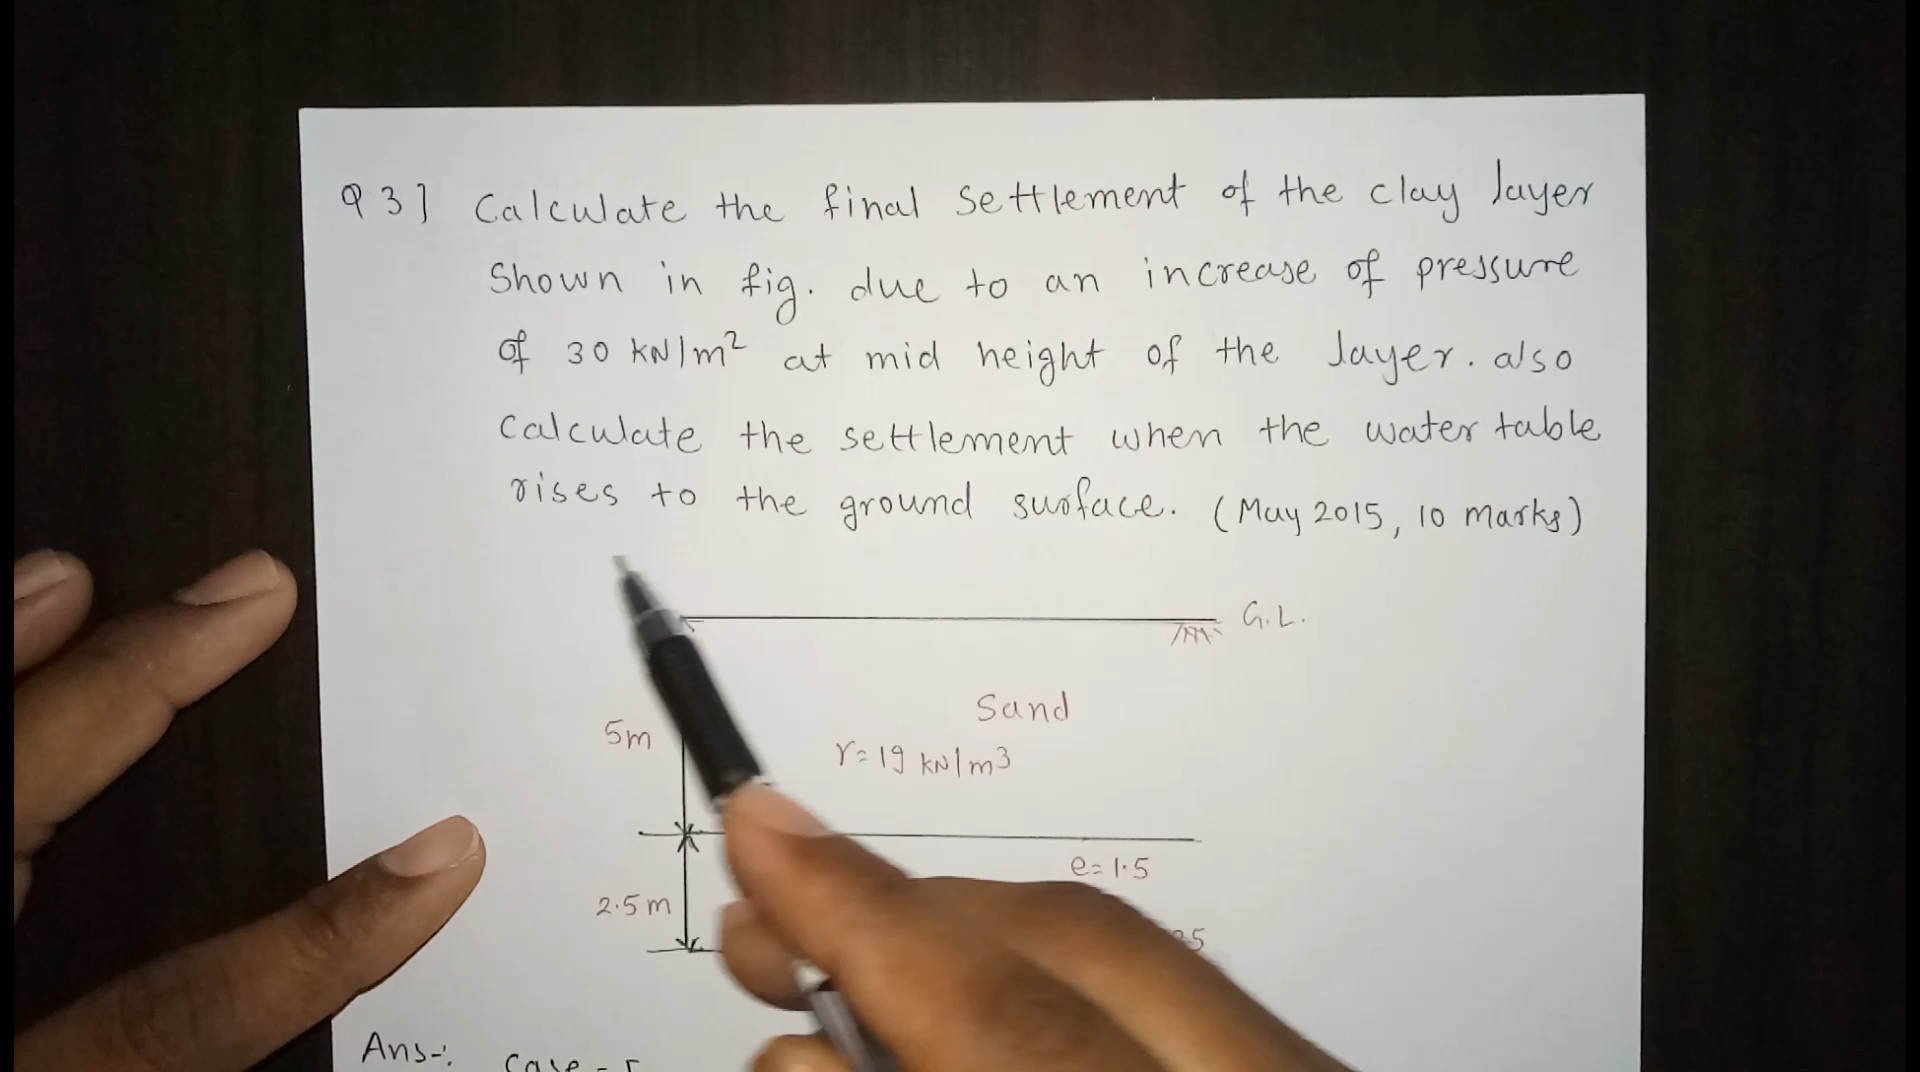 Q 3] Calculate the final settlement of the clay layer
Shown in fig. due to an increase of pressure
of 30 kN/m² at mid height of the layer. also
calculate the settlement when the water table
rises to the ground surface. (May 2015, 10 marks)
G.L.
Sand
5m
γ= 19 kN/m³
e= 1.5
2.5m
Ans-: